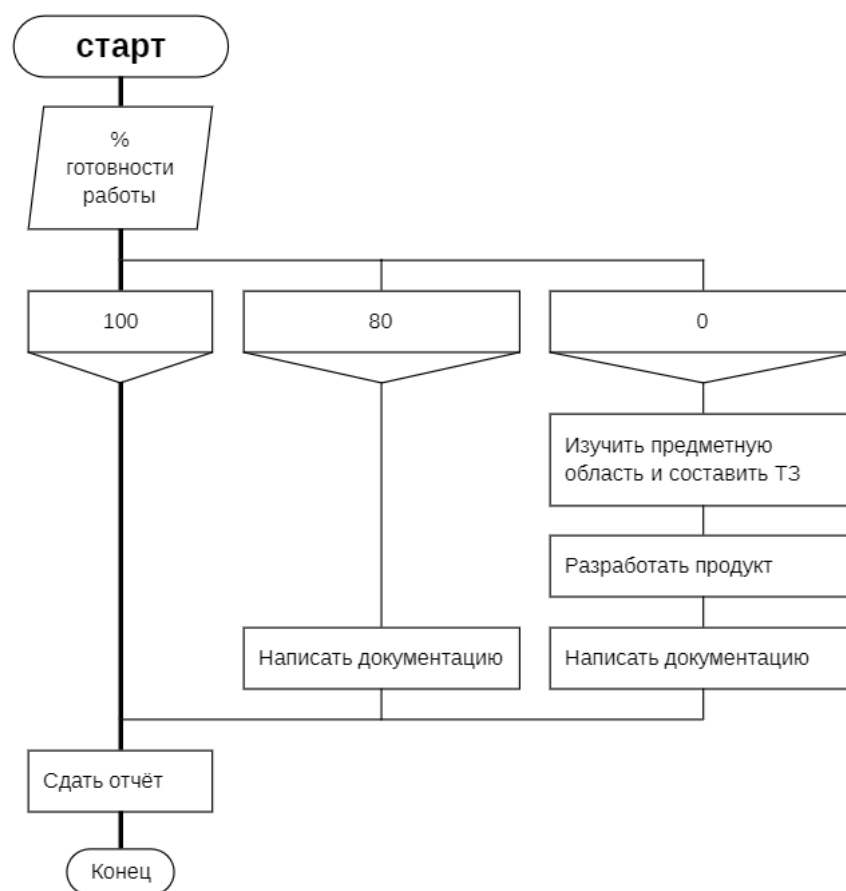 старт
%
готовности
работы
100
80
0
Изучить предметную
область и составить ТЗ
Разработать продукт
Написать документацию
Написать документацию
Сдать отчёт
Конец